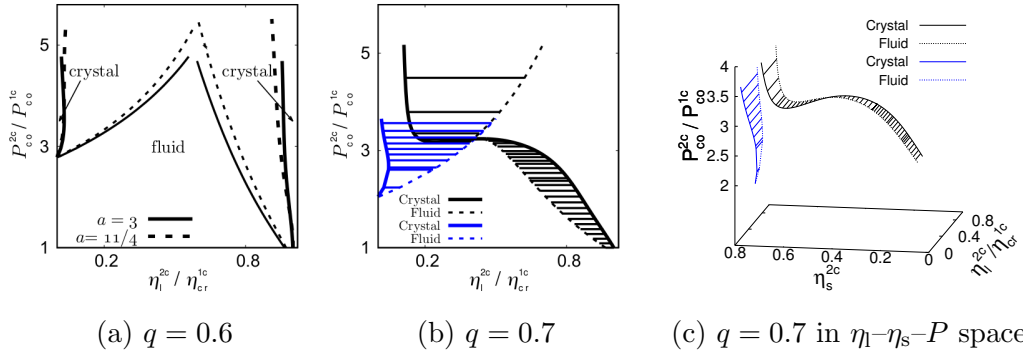 5
3
1
P_co^2c / P_co^1c
crystal
crystal
fluid
a = 3
a= 11/4
0.2
0.8
η_l^2c / η_cr^1c
(a) q = 0.6
5
3
1
P_co^2c / P_co^1c
Crystal
Fluid
Crystal
Fluid
0.2
0.8
η_l^2c / η_cr^1c
(b) q = 0.7
Crystal
Fluid
Crystal
Fluid
4
3.5
3
2.5
2
P_co^2c / P_co^1c
0.8
0.6
0.4
0.2
0
η_s^2c
0
0.4
0.8
η_l^2c/η_cr^1c
(c) q = 0.7 in η_l–η_s–P space